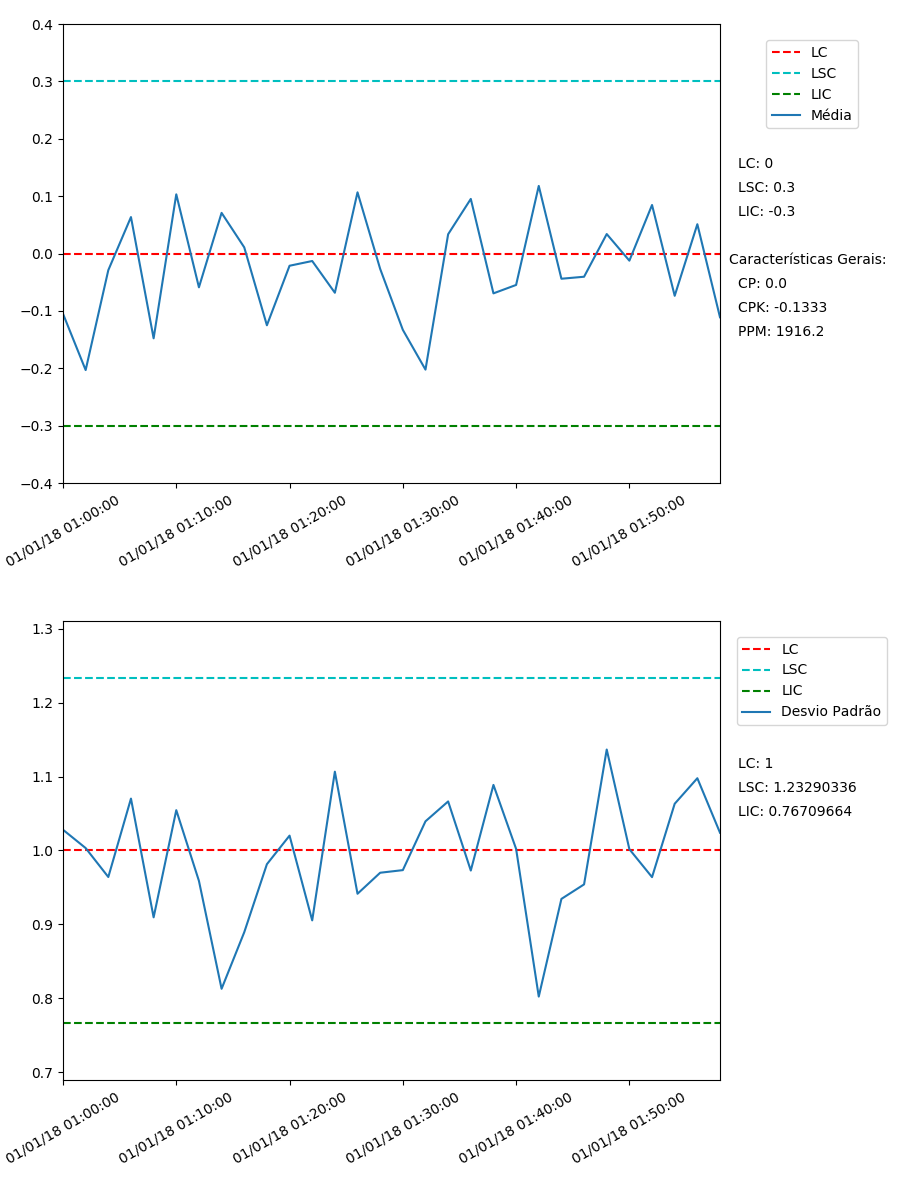 0.4
0.3
0.2
0.1
0.0
−0.1
−0.2
−0.3
−0.4
01/01/18 01:00:00
01/01/18 01:10:00
01/01/18 01:20:00
01/01/18 01:30:00
01/01/18 01:40:00
01/01/18 01:50:00
LC
LSC
LIC
Média
LC: 0
LSC: 0.3
LIC: -0.3
Características Gerais:
CP: 0.0
CPK: -0.1333
PPM: 1916.2
1.3
1.2
1.1
1.0
0.9
0.8
0.7
01/01/18 01:00:00
01/01/18 01:10:00
01/01/18 01:20:00
01/01/18 01:30:00
01/01/18 01:40:00
01/01/18 01:50:00
LC
LSC
LIC
Desvio Padrão
LC: 1
LSC: 1.23290336
LIC: 0.76709664